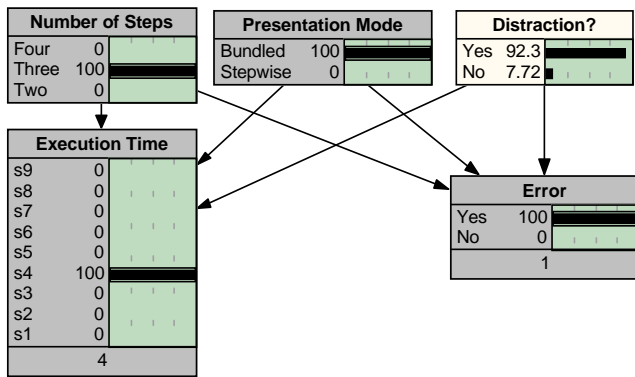 Number of Steps
Four 0
Three 100
Two 0
Presentation Mode
Bundled 100
Stepwise 0
Distraction?
Yes 92.3
No 7.72
Execution Time
s9 0
s8 0
s7 0
s6 0
s5 0
s4 100
s3 0
s2 0
s1 0
4
Error
Yes 100
No 0
1